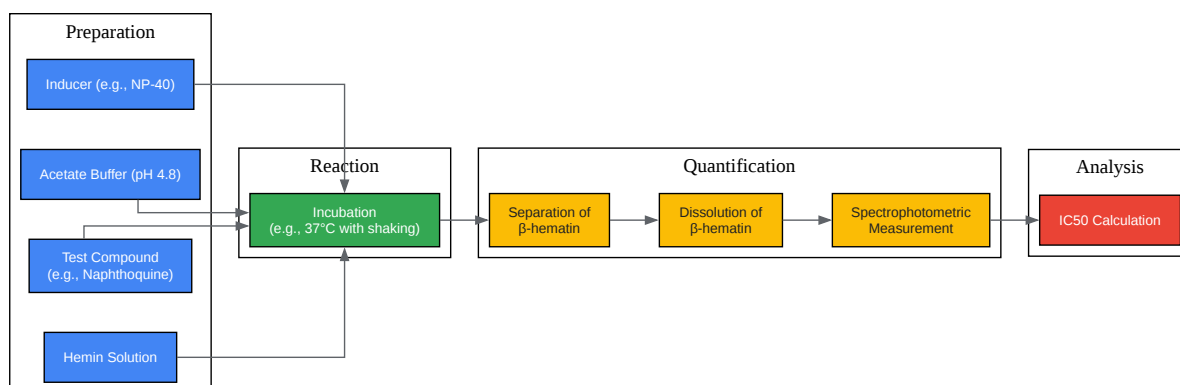 Preparation
Inducer (e.g., NP-40)
Acetate Buffer (pH 4.8)
Test Compound
(e.g., Naphthoquine)
Hemin Solution
Reaction
Incubation
(e.g., 37°C with shaking)
Quantification
Separation of
β-hematin
Dissolution of
β-hematin
Spectrophotometric
Measurement
Analysis
IC50 Calculation